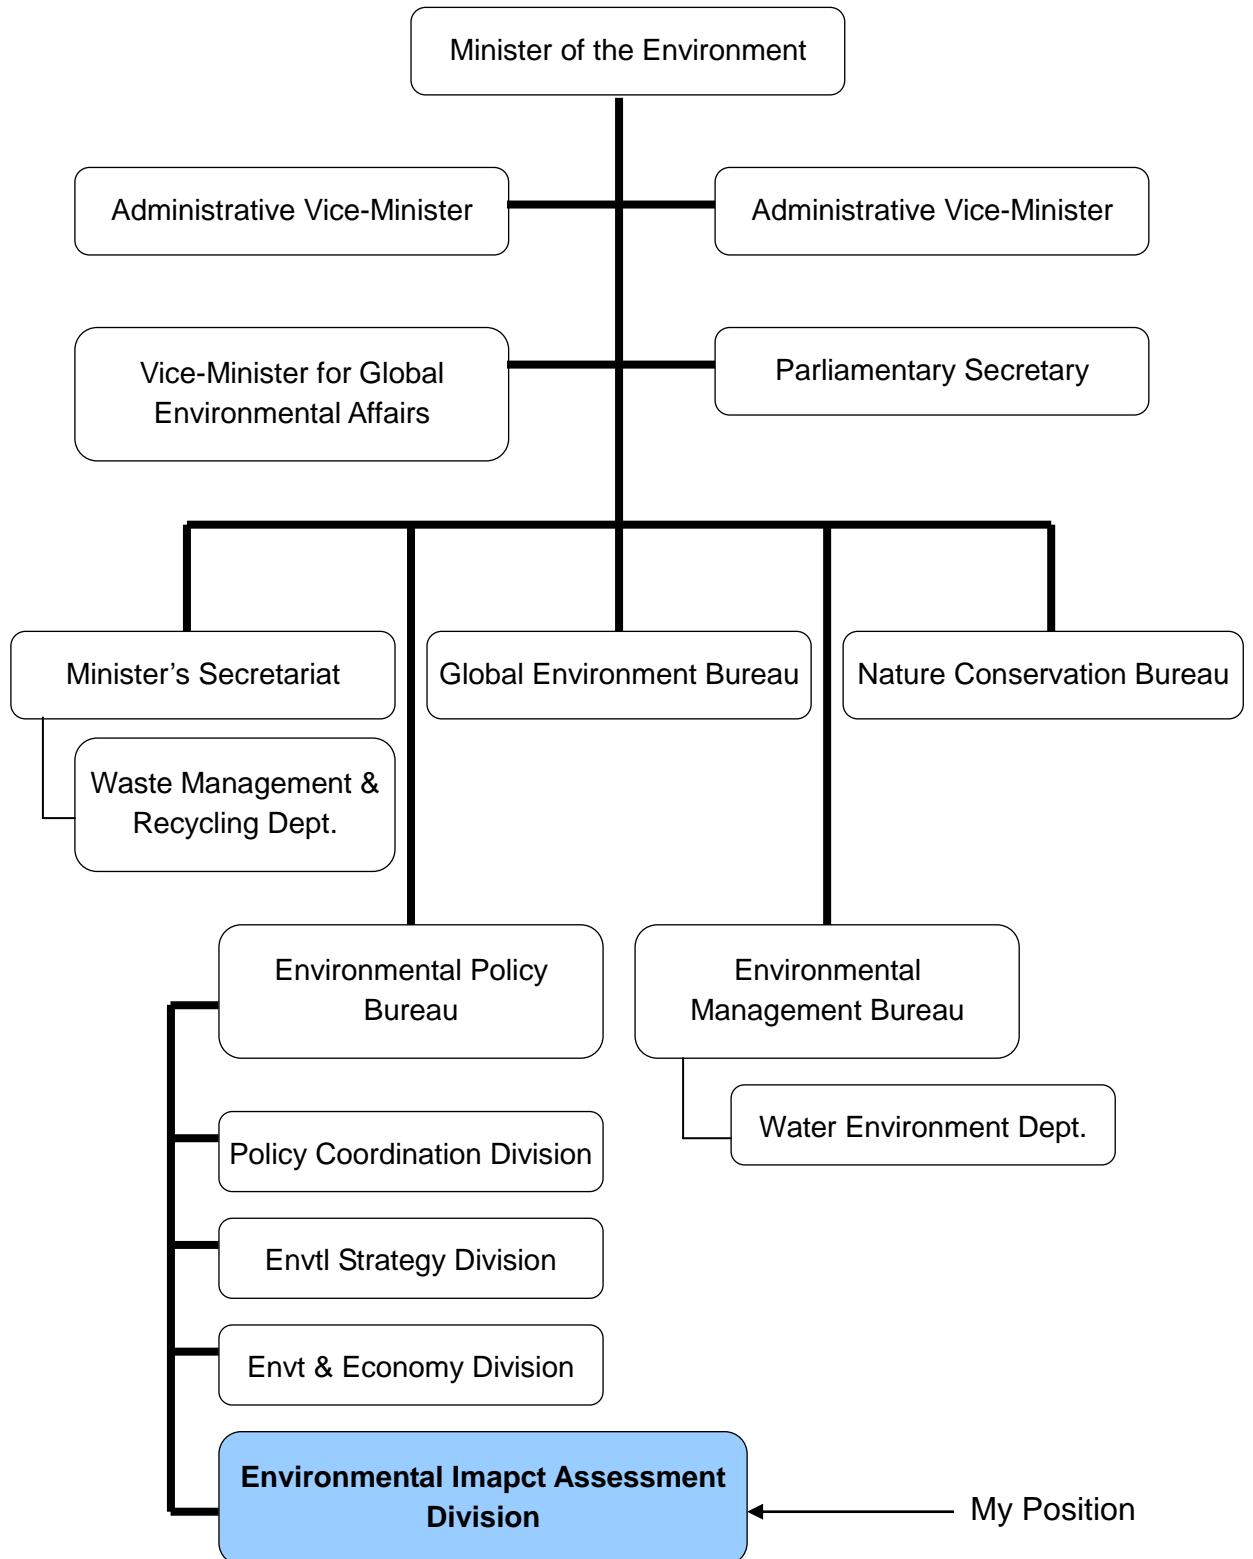 Minister of the Environment
Administrative Vice-Minister
Administrative Vice-Minister
Vice-Minister for Global
Environmental Affairs
Parliamentary Secretary
Minister’s Secretariat
Global Environment Bureau
Nature Conservation Bureau
Waste Management &
Recycling Dept.
Environmental Policy
Bureau
Environmental
Management Bureau
Water Environment Dept.
Policy Coordination Division
Envtl Strategy Division
Envt & Economy Division
Environmental Imapct Assessment
Division
My Position